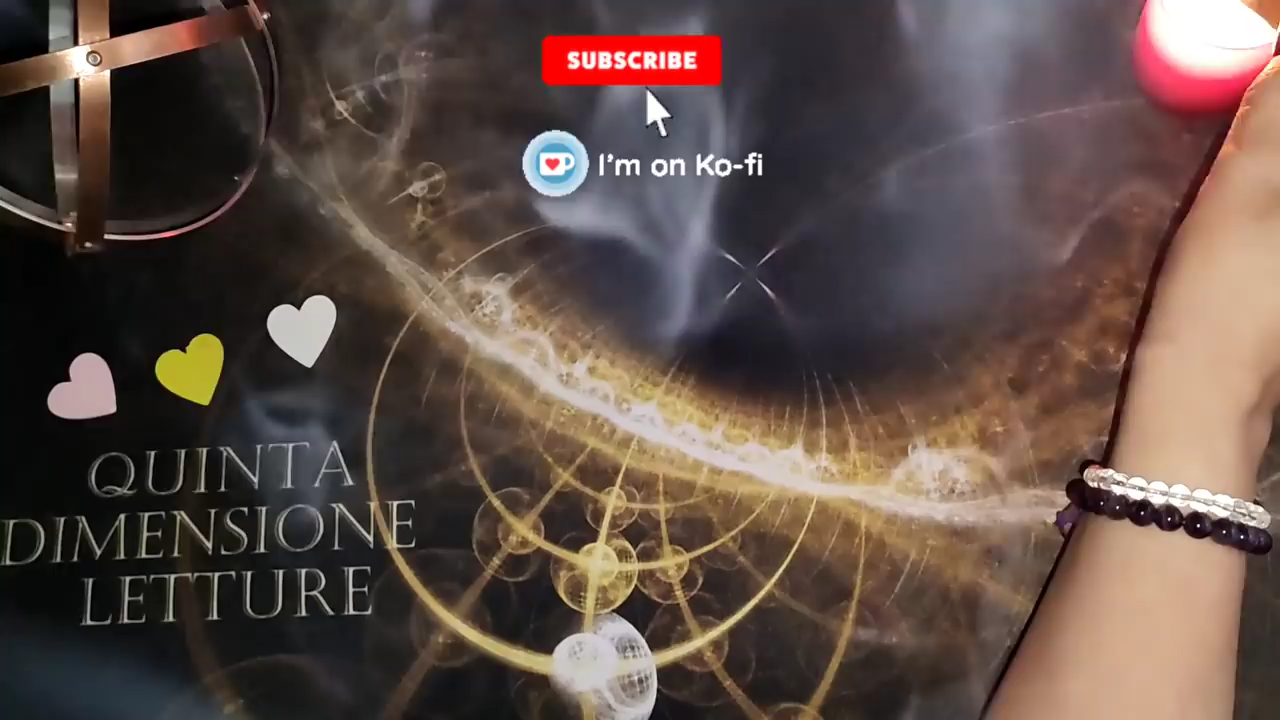 SUBSCRIBE
I'm on Ko-fi
QUINTA
DIMENSIONE
LETTURE